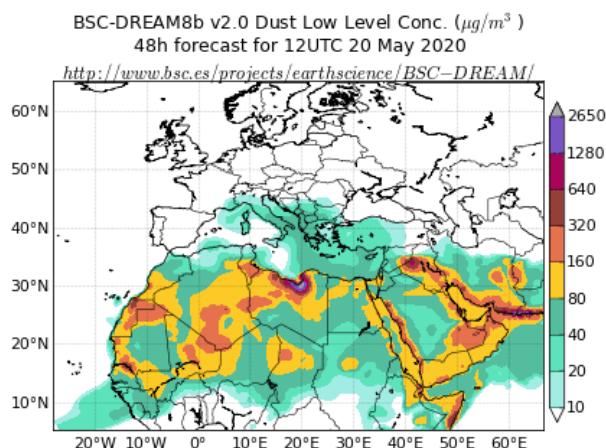 BSC-DREAM8b v2.0 Dust Low Level Conc. (μg/m³ )
48h forecast for 12UTC 20 May 2020
http://www.bsc.es/projects/earthscience/BSC−DREAM/
60°N
50°N
40°N
30°N
20°N
10°N
20°W 10°W 0° 10°E 20°E 30°E 40°E 50°E 60°E
2650
1280
640
320
160
80
40
20
10